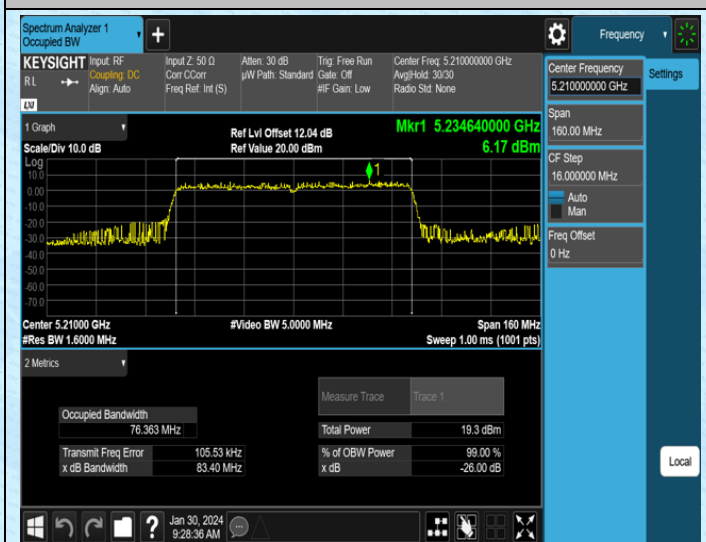 Spectrum Analyzer 1
Occupied BW
+
Frequency
KEYSIGHT
RL
LXI
Input: RF
Coupling: DC
Align: Auto
Input Z: 50 Ω
Corr CCorr
Freq Ref: Int (S)
Atten: 30 dB
µW Path: Standard
Trig: Free Run
Gate: Off
#IF Gain: Low
Center Freq: 5.210000000 GHz
Avg|Hold: 30/30
Radio Std: None
Center Frequency
5.210000000 GHz
Settings
Span
160.00 MHz
CF Step
16.000000 MHz
Auto
Man
Freq Offset
0 Hz
1 Graph
Scale/Div 10.0 dB
Ref Lvl Offset 12.04 dB
Ref Value 20.00 dBm
Mkr1 5.234640000 GHz
6.17 dBm
Log
10.0
0.00
-10.0
-20.0
-30.0
-40.0
-50.0
-60.0
-70.0
1
Center 5.21000 GHz
#Res BW 1.6000 MHz
#Video BW 5.0000 MHz
Span 160 MHz
Sweep 1.00 ms (1001 pts)
2 Metrics
Measure Trace
Trace 1
Occupied Bandwidth
76.363 MHz
Total Power
19.3 dBm
Transmit Freq Error
105.53 kHz
% of OBW Power
99.00 %
x dB Bandwidth
83.40 MHz
x dB
-26.00 dB
Local
?
Jan 30, 2024
9:28:36 AM